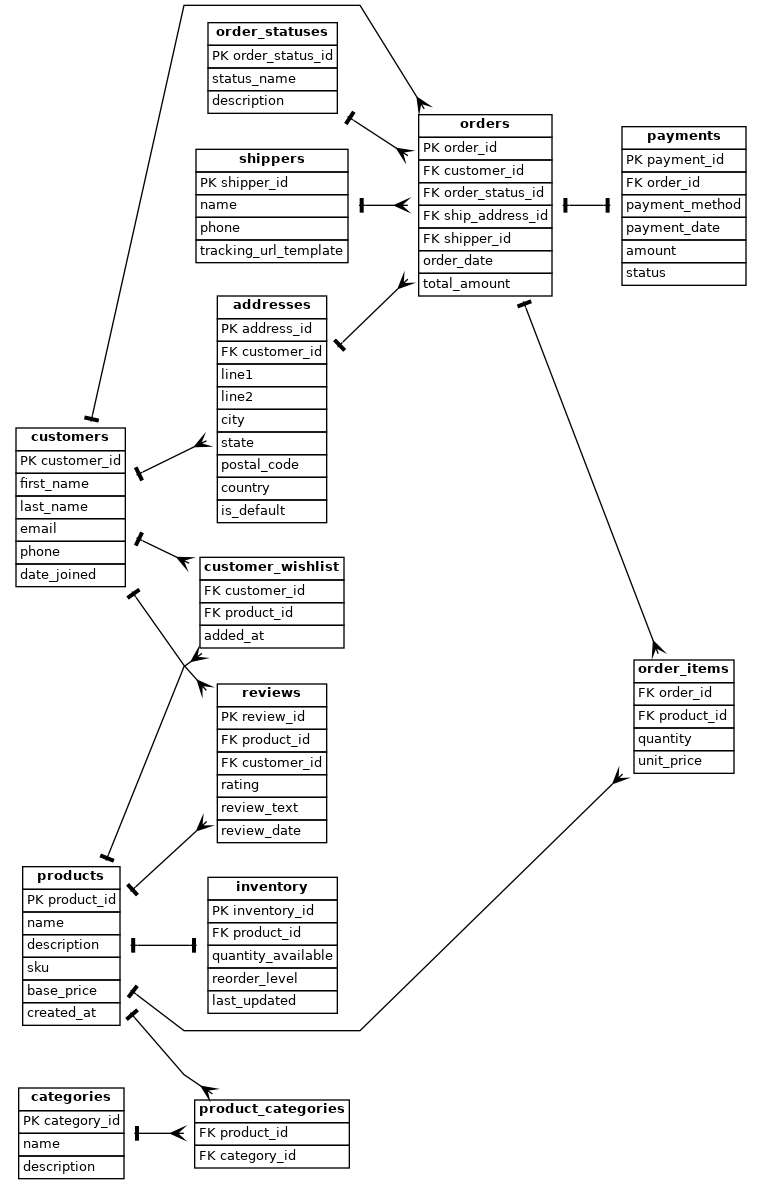 order_statuses
PK order_status_id
status_name
description
orders
PK order_id
FK customer_id
FK order_status_id
FK ship_address_id
FK shipper_id
order_date
total_amount
payments
PK payment_id
FK order_id
payment_method
payment_date
amount
status
shippers
PK shipper_id
name
phone
tracking_url_template
addresses
PK address_id
FK customer_id
line1
line2
city
state
postal_code
country
is_default
customers
PK customer_id
first_name
last_name
email
phone
date_joined
customer_wishlist
FK customer_id
FK product_id
added_at
order_items
FK order_id
FK product_id
quantity
unit_price
reviews
PK review_id
FK product_id
FK customer_id
rating
review_text
review_date
products
PK product_id
name
description
sku
base_price
created_at
inventory
PK inventory_id
FK product_id
quantity_available
reorder_level
last_updated
categories
PK category_id
name
description
product_categories
FK product_id
FK category_id